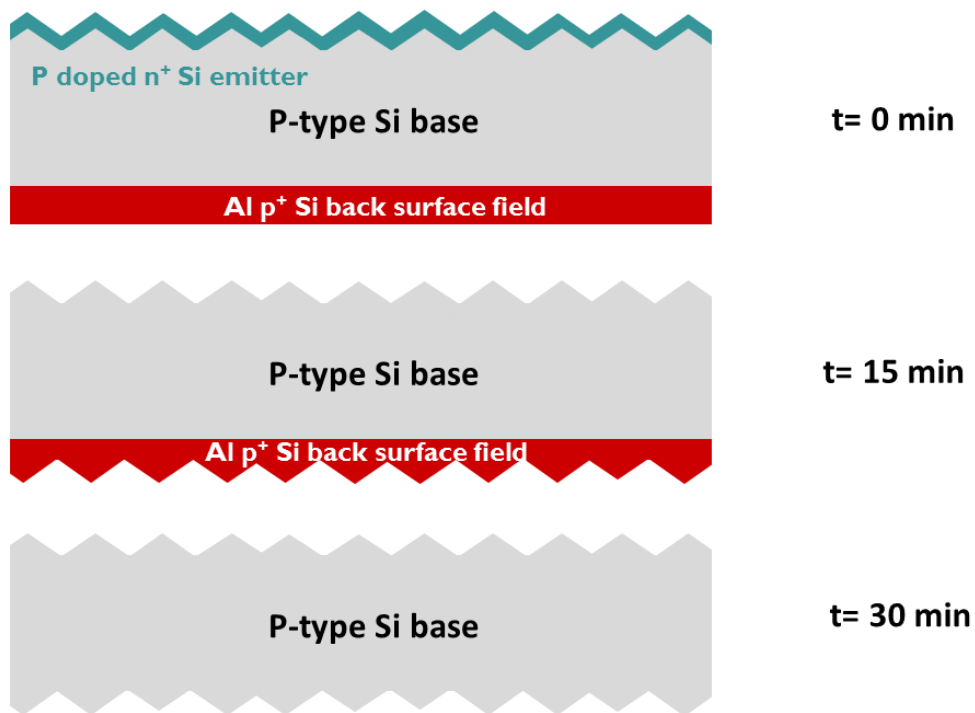 P doped n⁺ Si emitter
P-type Si base
t= 0 min
Al p⁺ Si back surface field
P-type Si base
t= 15 min
Al p⁺ Si back surface field
P-type Si base
t= 30 min